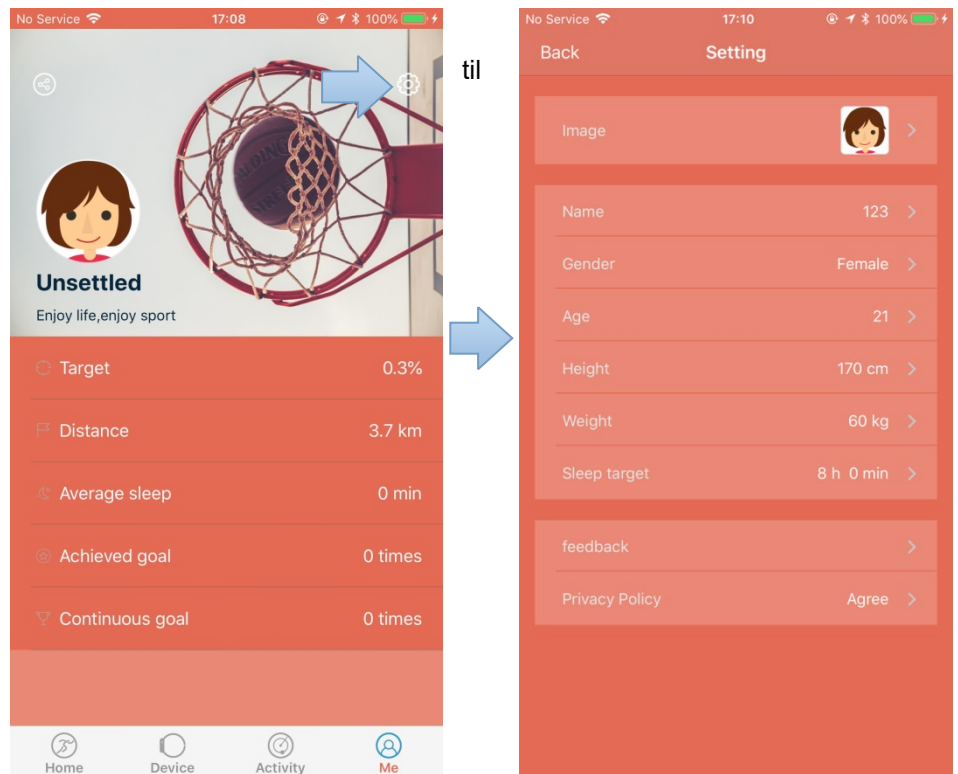 No Service 17:08 100%
SPALDING
Unsettled
Enjoy life,enjoy sport
Target 0.3%
Distance 3.7 km
Average sleep 0 min
Achieved goal 0 times
Continuous goal 0 times
Home Device Activity Me
til
No Service 17:10 100%
Back Setting
Image
Name 123
Gender Female
Age 21
Height 170 cm
Weight 60 kg
Sleep target 8 h 0 min
feedback
Privacy Policy Agree